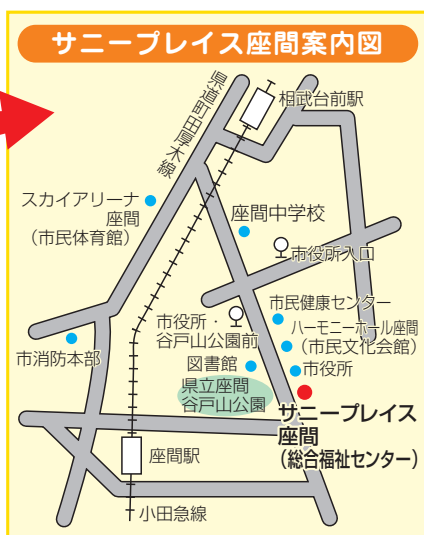 サニープレイス座間案内図
県道町田厚木線
相武台前駅
スカイアリーナ
座間
(市民体育館)
座間中学校
市役所入口
市役所・
谷戸山公園前
市民健康センター
ハーモニーホール座間
(市民文化会館)
市消防本部
図書館
市役所
県立座間
谷戸山公園
サニープレイス
座間
(総合福祉センター)
座間駅
小田急線